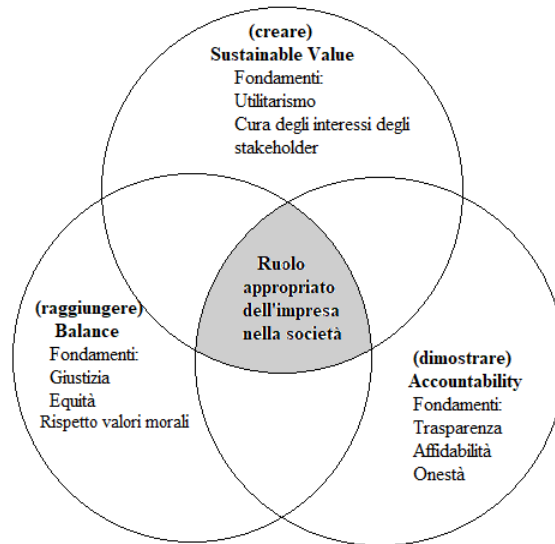 (creare)
Sustainable Value
Fondamenti:
Utilitarismo
Cura degli interessi degli
stakeholder
Ruolo
appropriato
dell'impresa
nella società
(raggiungere)
Balance
Fondamenti:
Giustizia
Equità
Rispetto valori morali
(dimostrare)
Accountability
Fondamenti:
Trasparenza
Affidabilità
Onestà